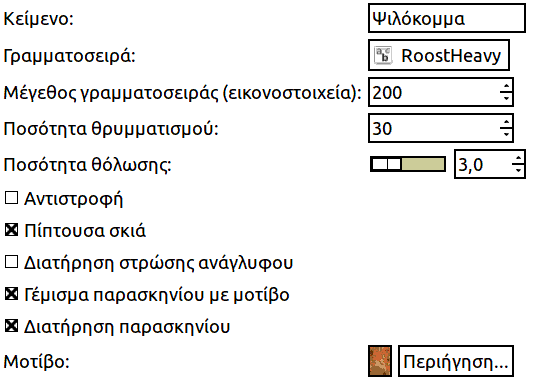 Κείμενο: Ψιλόκομμα
Γραμματοσειρά: RoostHeavy
Μέγεθος γραμματοσειράς (εικονοστοιχεία): 200
Ποσότητα θρυμματισμού: 30
Ποσότητα θόλωσης: 3,0
Αντιστροφή
Πίπτουσα σκιά
Διατήρηση στρώσης ανάγλυφου
Γέμισμα παρασκηνίου με μοτίβο
Διατήρηση παρασκηνίου
Μοτίβο: Περιήγηση...